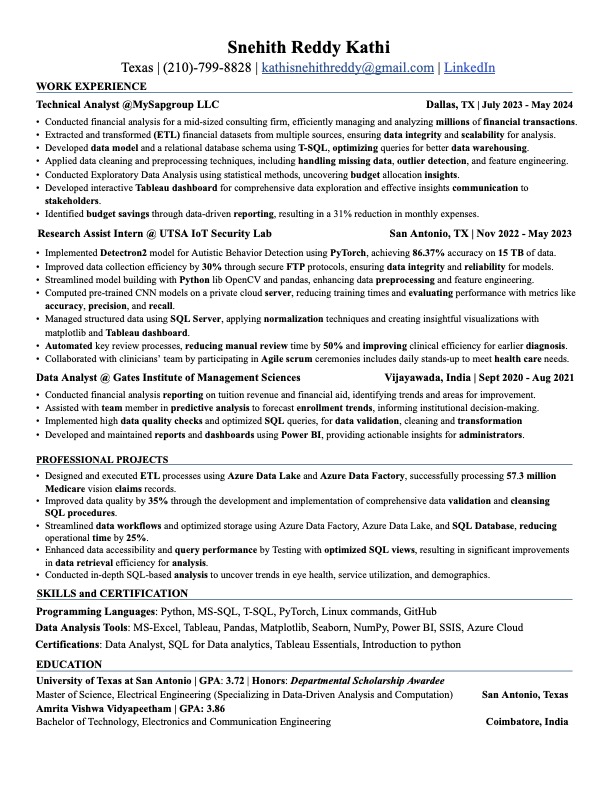 Snehith Reddy Kathi
Texas | (210)-799-8828 | kathisnehithreddy@gmail.com | LinkedIn
WORK EXPERIENCE
Technical Analyst @MySapgroup LLC Dallas, TX | July 2023 - May 2024
• Conducted financial analysis for a mid-sized consulting firm, efficiently managing and analyzing millions of financial transactions.
• Extracted and transformed (ETL) financial datasets from multiple sources, ensuring data integrity and scalability for analysis.
• Developed data model and a relational database schema using T-SQL, optimizing queries for better data warehousing.
• Applied data cleaning and preprocessing techniques, including handling missing data, outlier detection, and feature engineering.
• Conducted Exploratory Data Analysis using statistical methods, uncovering budget allocation insights.
• Developed interactive Tableau dashboard for comprehensive data exploration and effective insights communication to
stakeholders.
• Identified budget savings through data-driven reporting, resulting in a 31% reduction in monthly expenses.
Research Assist Intern @ UTSA IoT Security Lab San Antonio, TX | Nov 2022 - May 2023
• Implemented Detectron2 model for Autistic Behavior Detection using PyTorch, achieving 86.37% accuracy on 15 TB of data.
• Improved data collection efficiency by 30% through secure FTP protocols, ensuring data integrity and reliability for models.
• Streamlined model building with Python lib OpenCV and pandas, enhancing data preprocessing and feature engineering.
• Computed pre-trained CNN models on a private cloud server, reducing training times and evaluating performance with metrics like
accuracy, precision, and recall.
• Managed structured data using SQL Server, applying normalization techniques and creating insightful visualizations with
matplotlib and Tableau dashboard.
• Automated key review processes, reducing manual review time by 50% and improving clinical efficiency for earlier diagnosis.
• Collaborated with clinicians' team by participating in Agile scrum ceremonies includes daily stands-up to meet health care needs.
Data Analyst @ Gates Institute of Management Sciences Vijayawada, India | Sept 2020 - Aug 2021
• Conducted financial analysis reporting on tuition revenue and financial aid, identifying trends and areas for improvement.
• Assisted with team member in predictive analysis to forecast enrollment trends, informing institutional decision-making.
• Implemented high data quality checks and optimized SQL queries, for data validation, cleaning and transformation
• Developed and maintained reports and dashboards using Power BI, providing actionable insights for administrators.
PROFESSIONAL PROJECTS
• Designed and executed ETL processes using Azure Data Lake and Azure Data Factory, successfully processing 57.3 million
Medicare vision claims records.
• Improved data quality by 35% through the development and implementation of comprehensive data validation and cleansing
SQL procedures.
• Streamlined data workflows and optimized storage using Azure Data Factory, Azure Data Lake, and SQL Database, reducing
operational time by 25%.
• Enhanced data accessibility and query performance by Testing with optimized SQL views, resulting in significant improvements
in data retrieval efficiency for analysis.
• Conducted in-depth SQL-based analysis to uncover trends in eye health, service utilization, and demographics.
SKILLS and CERTIFICATION
Programming Languages: Python, MS-SQL, T-SQL, PyTorch, Linux commands, GitHub
Data Analysis Tools: MS-Excel, Tableau, Pandas, Matplotlib, Seaborn, NumPy, Power BI, SSIS, Azure Cloud
Certifications: Data Analyst, SQL for Data analytics, Tableau Essentials, Introduction to python
EDUCATION
University of Texas at San Antonio | GPA: 3.72 | Honors: Departmental Scholarship Awardee
Master of Science, Electrical Engineering (Specializing in Data-Driven Analysis and Computation) San Antonio, Texas
Amrita Vishwa Vidyapeetham | GPA: 3.86
Bachelor of Technology, Electronics and Communication Engineering Coimbatore, India